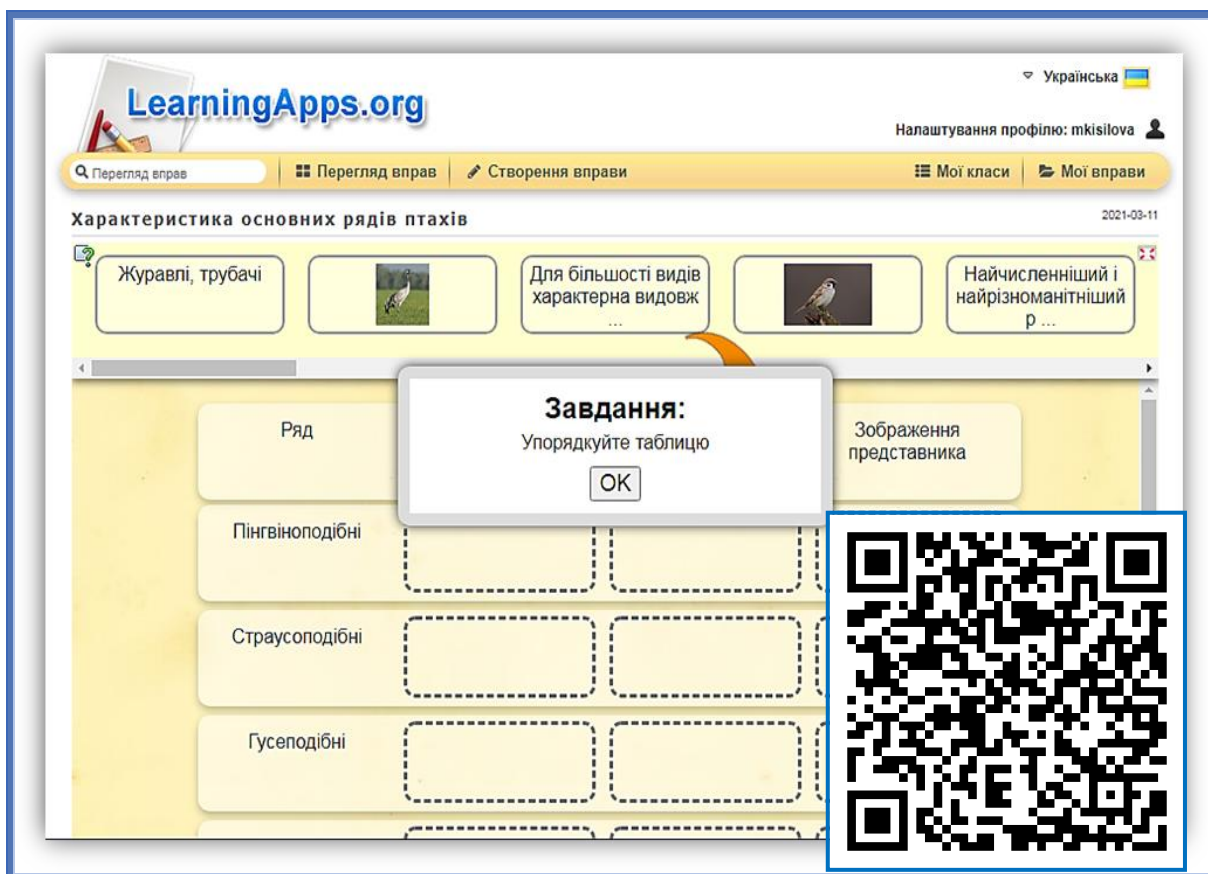 Українська
LearningApps.org
Налаштування профілю: mkisilova
Перегляд вправ
Перегляд вправ
Створення вправи
Мої класи
Мої вправи
Характеристика основних рядів птахів
2021-03-11
Журавлі, трубачі
Для більшості видів
характерна видовж
...
Найчисленніший і
найрізноманітніший
р ...
Завдання:
Упорядкуйте таблицю
OK
Ряд
Зображення
представника
Пінгвіноподібні
Страусоподібні
Гусеподібні